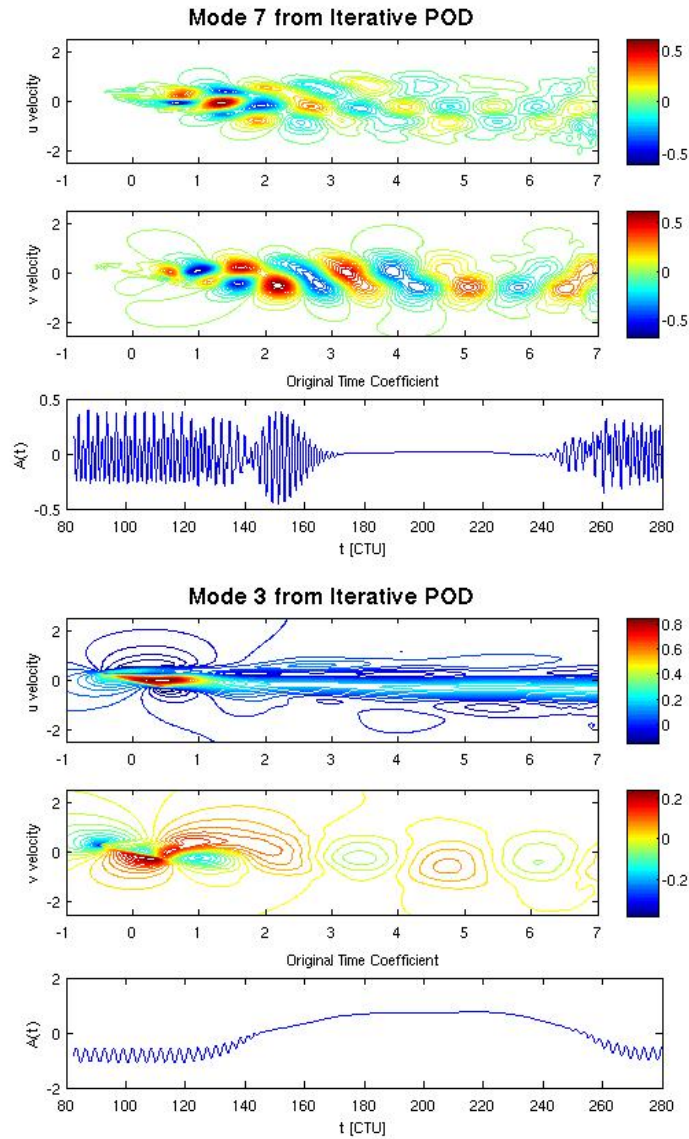 Mode 7 from Iterative POD
2
0
-2
u velocity
-1 0 1 2 3 4 5 6 7
0.5
0
-0.5
2
0
-2
v velocity
-1 0 1 2 3 4 5 6 7
0.5
0
-0.5
Original Time Coefficient
0.5
0
-0.5
A(t)
80 100 120 140 160 180 200 220 240 260 280
t [CTU]
Mode 3 from Iterative POD
2
0
-2
u velocity
-1 0 1 2 3 4 5 6 7
0.8
0.6
0.4
0.2
0
2
0
-2
v velocity
-1 0 1 2 3 4 5 6 7
0.2
0
-0.2
Original Time Coefficient
2
0
-2
A(t)
80 100 120 140 160 180 200 220 240 260 280
t [CTU]